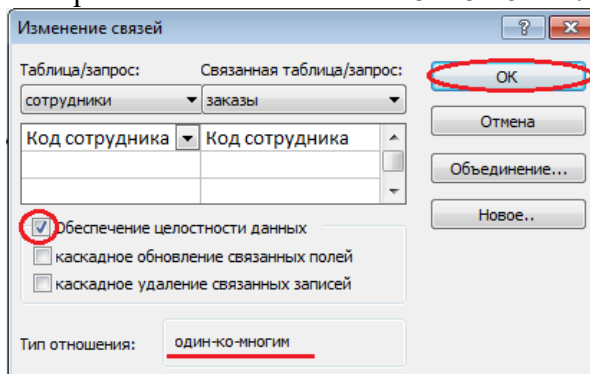 Изменение связей
Таблица/запрос: Связанная таблица/запрос:
сотрудники заказы
Код сотрудника Код сотрудника
Обеспечение целостности данных
каскадное обновление связанных полей
каскадное удаление связанных записей
Тип отношения: один-ко-многим
ОК
Отмена
Объединение...
Новое..